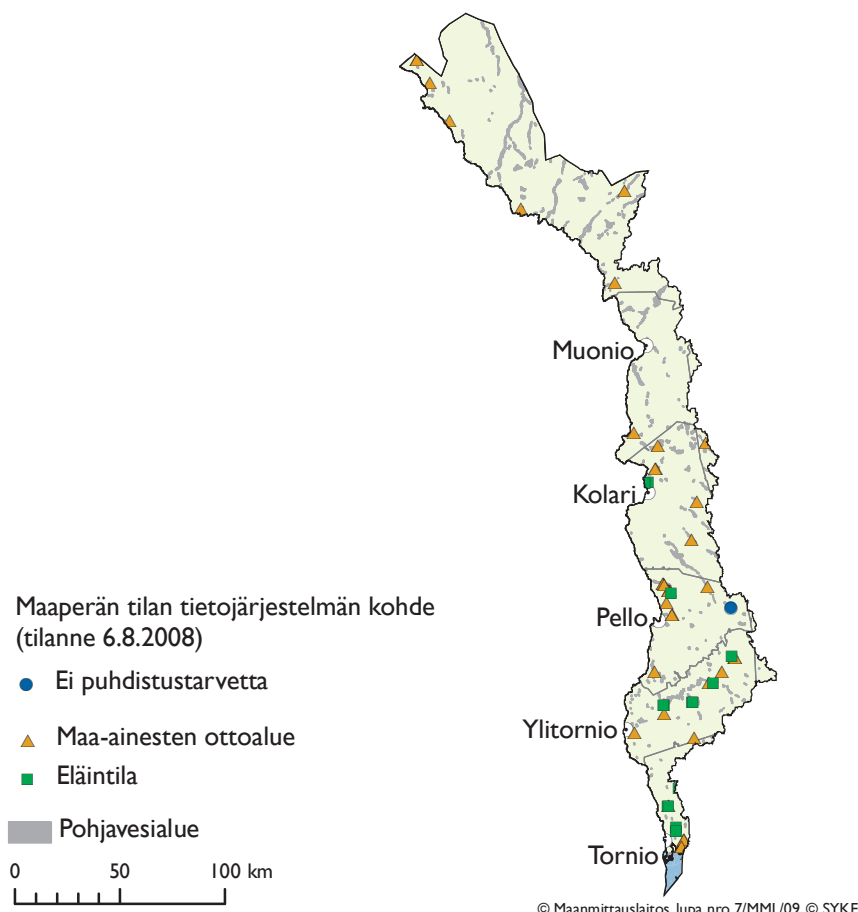 Muonio
Kolari
Pello
Ylitornio
Tornio
Maaperän tilan tietojärjestelmän kohde
(tilanne 6.8.2008)
Ei puhdistustarvetta
Maa-ainesten ottoalue
Eläintila
Pohjavesialue
0 50 100 km
© Maanmittauslaitos, lupa nro 7/MML/09, © SYKE